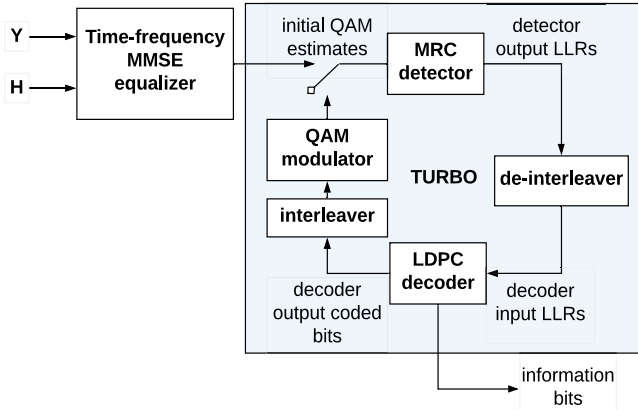 Y
H
Time-frequency
MMSE
equalizer
initial QAM
estimates
MRC
detector
detector
output LLRs
QAM
modulator
TURBO
de-interleaver
interleaver
LDPC
decoder
decoder
output coded
bits
decoder
input LLRs
information
bits